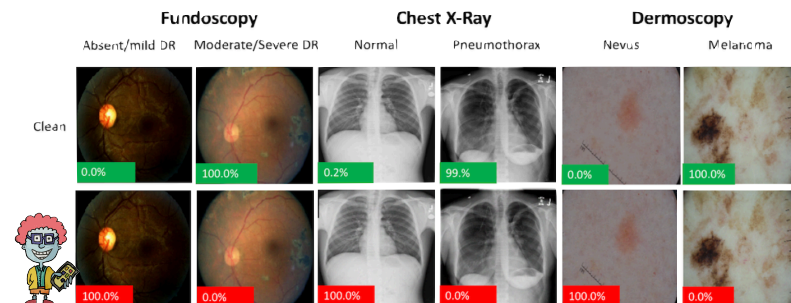 Fundoscopy Chest X-Ray Dermoscopy
Absent/mild DR Moderate/Severe DR Normal Pneumothorax Nevus Melanoma
Clean
0.0% 100.0% 0.2% 99.% 0.0% 100.0%
100.0% 0.0% 100.0% 0.0% 100.0% 0.0%